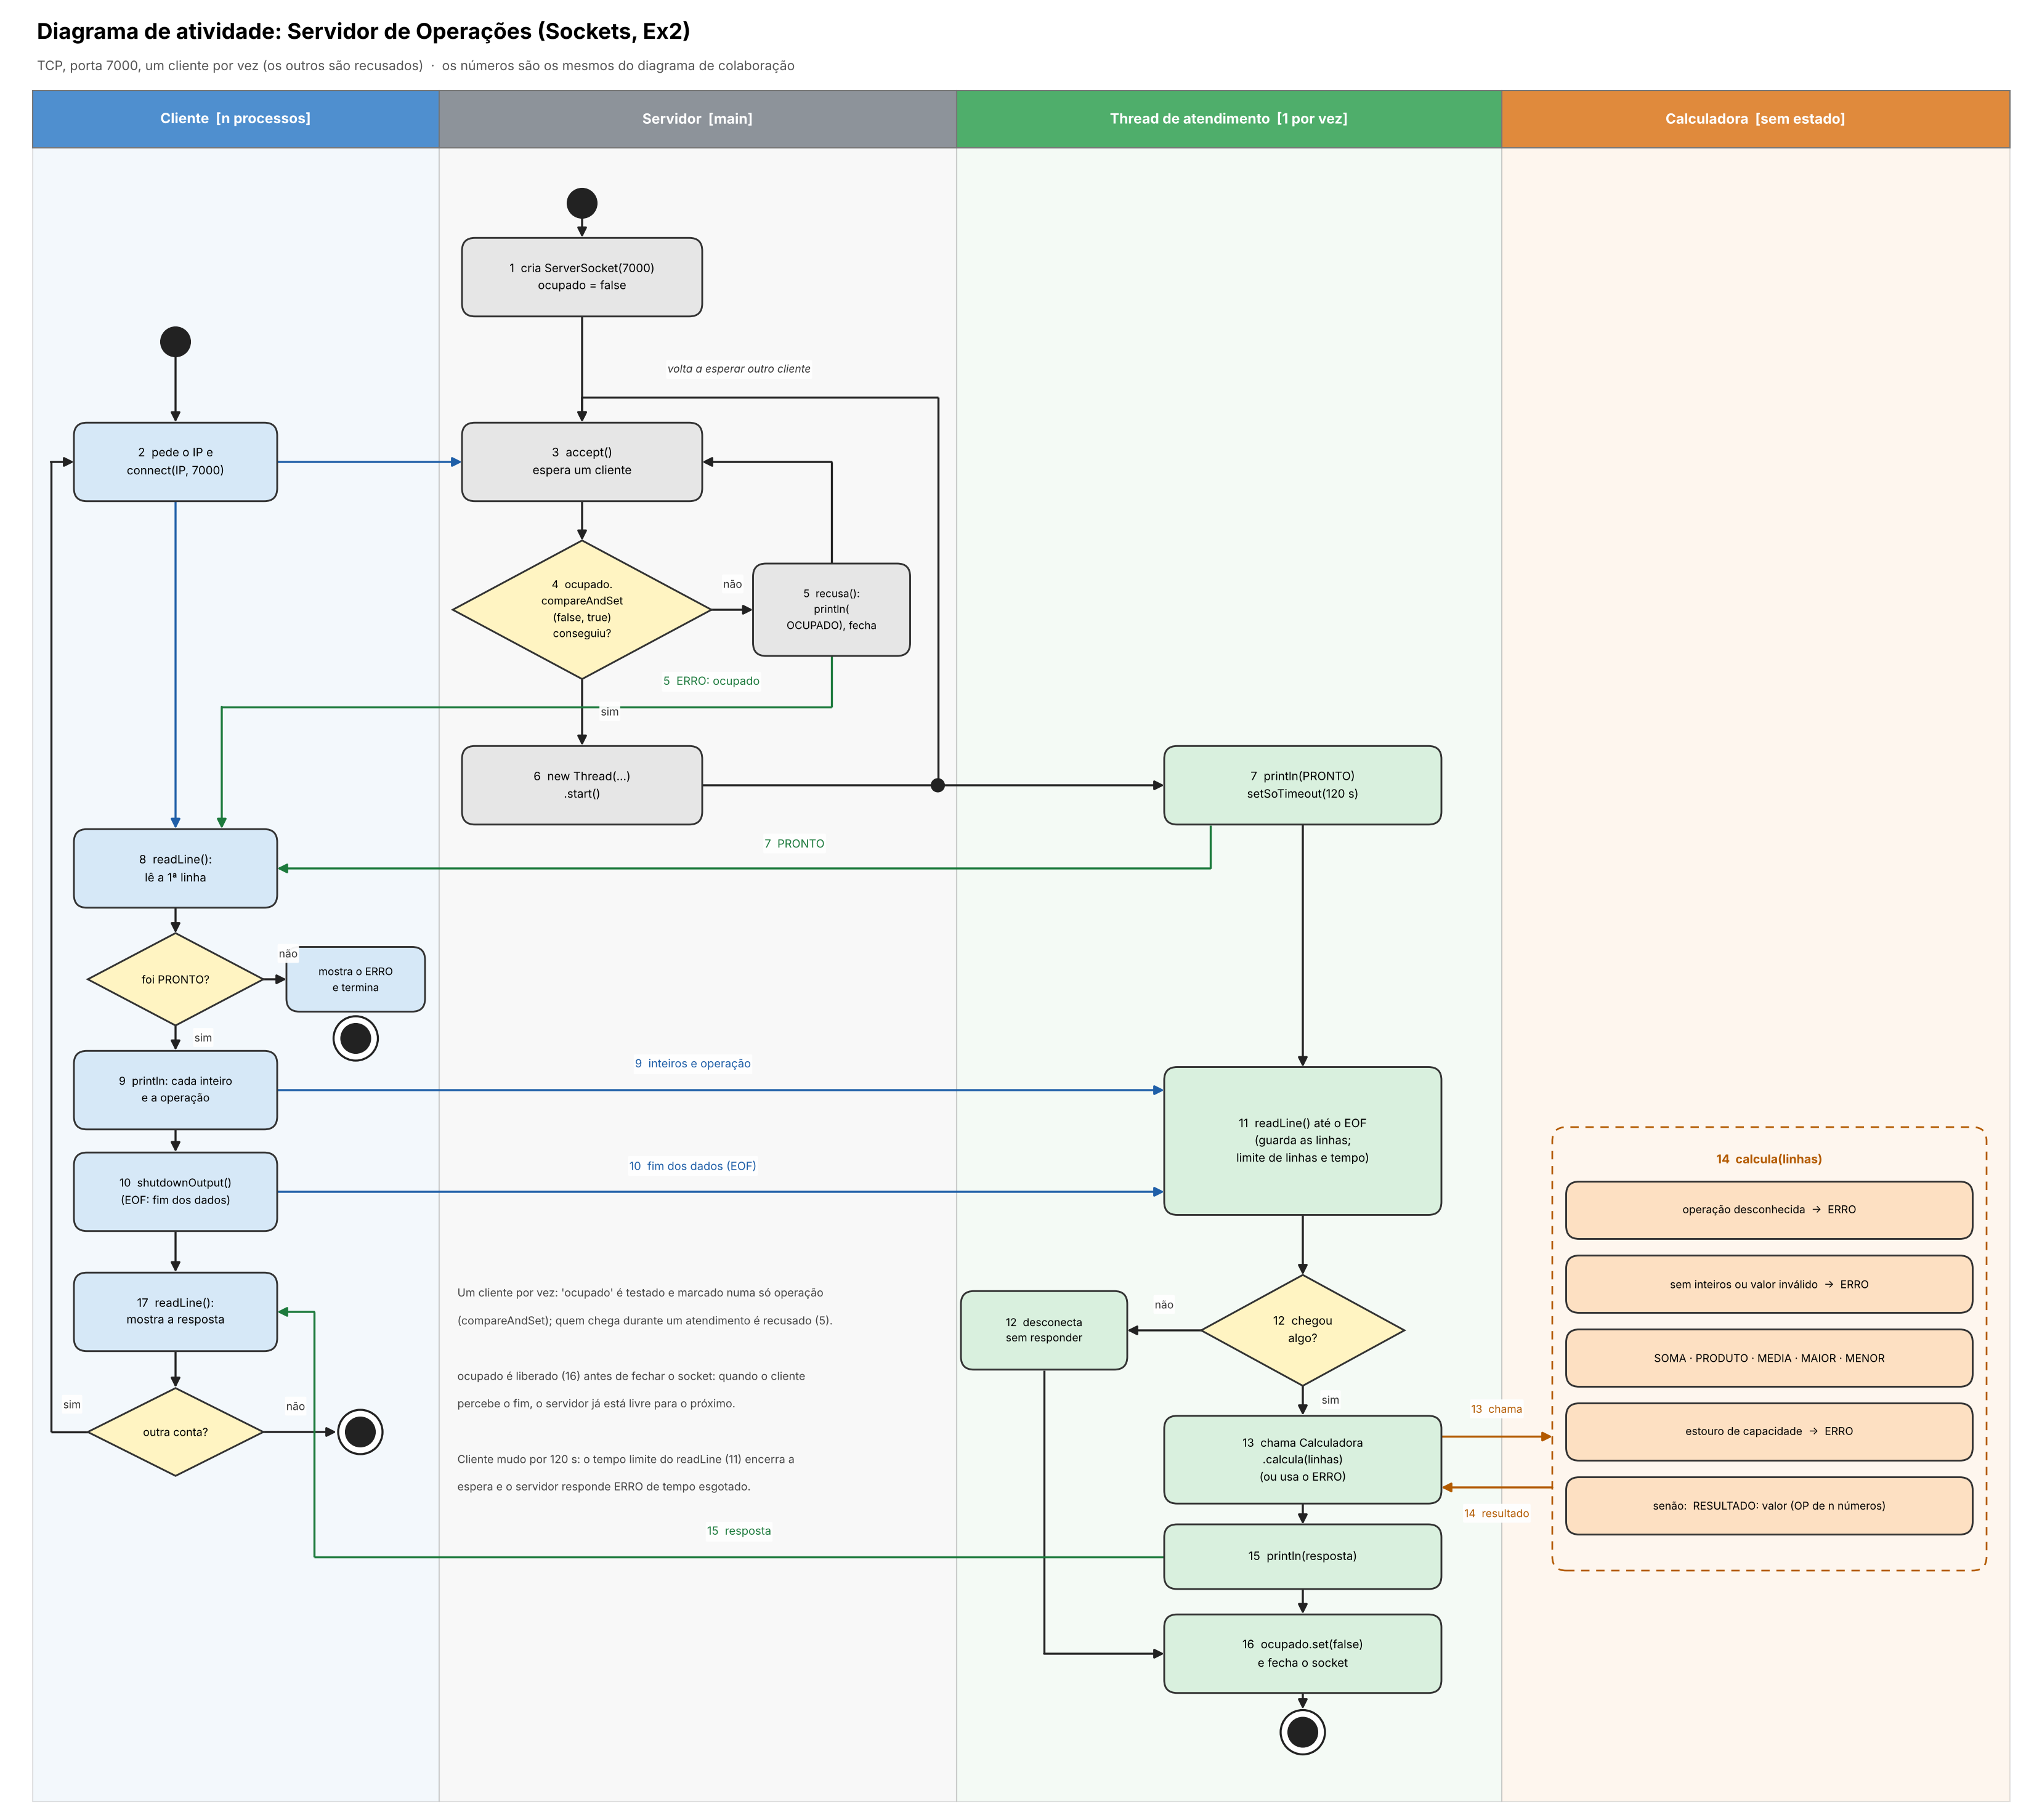 Diagrama de atividade: Servidor de Operações (Sockets, Ex2)
TCP, porta 7000, um cliente por vez (os outros são recusados) · os números são os mesmos do diagrama de colaboração
Cliente [n processos]
Servidor [main]
Thread de atendimento [1 por vez]
Calculadora [sem estado]
1 cria ServerSocket(7000)
ocupado = false
volta a esperar outro cliente
2 pede o IP e
connect(IP, 7000)
3 accept()
espera um cliente
4 ocupado.
compareAndSet
(false, true)
conseguiu?
não
5 recusa():
println(
OCUPADO), fecha
5 ERRO: ocupado
sim
6 new Thread(...)
.start()
7 println(PRONTO)
setSoTimeout(120 s)
7 PRONTO
8 readLine():
lê a 1ª linha
foi PRONTO?
não
mostra o ERRO
e termina
sim
9 println: cada inteiro
e a operação
9 inteiros e operação
10 shutdownOutput()
(EOF: fim dos dados)
10 fim dos dados (EOF)
11 readLine() até o EOF
(guarda as linhas;
limite de linhas e tempo)
14 calcula(linhas)
operação desconhecida → ERRO
sem inteiros ou valor inválido → ERRO
SOMA · PRODUTO · MEDIA · MAIOR · MENOR
estouro de capacidade → ERRO
senão: RESULTADO: valor (OP de n números)
17 readLine():
mostra a resposta
outra conta?
sim
não
Um cliente por vez: 'ocupado' é testado e marcado numa só operação
(compareAndSet); quem chega durante um atendimento é recusado (5).
ocupado é liberado (16) antes de fechar o socket: quando o cliente
percebe o fim, o servidor já está livre para o próximo.
Cliente mudo por 120 s: o tempo limite do readLine (11) encerra a
espera e o servidor responde ERRO de tempo esgotado.
12 chegou
algo?
não
12 desconecta
sem responder
sim
13 chama Calculadora
.calcula(linhas)
(ou usa o ERRO)
13 chama
14 resultado
15 resposta
15 println(resposta)
16 ocupado.set(false)
e fecha o socket